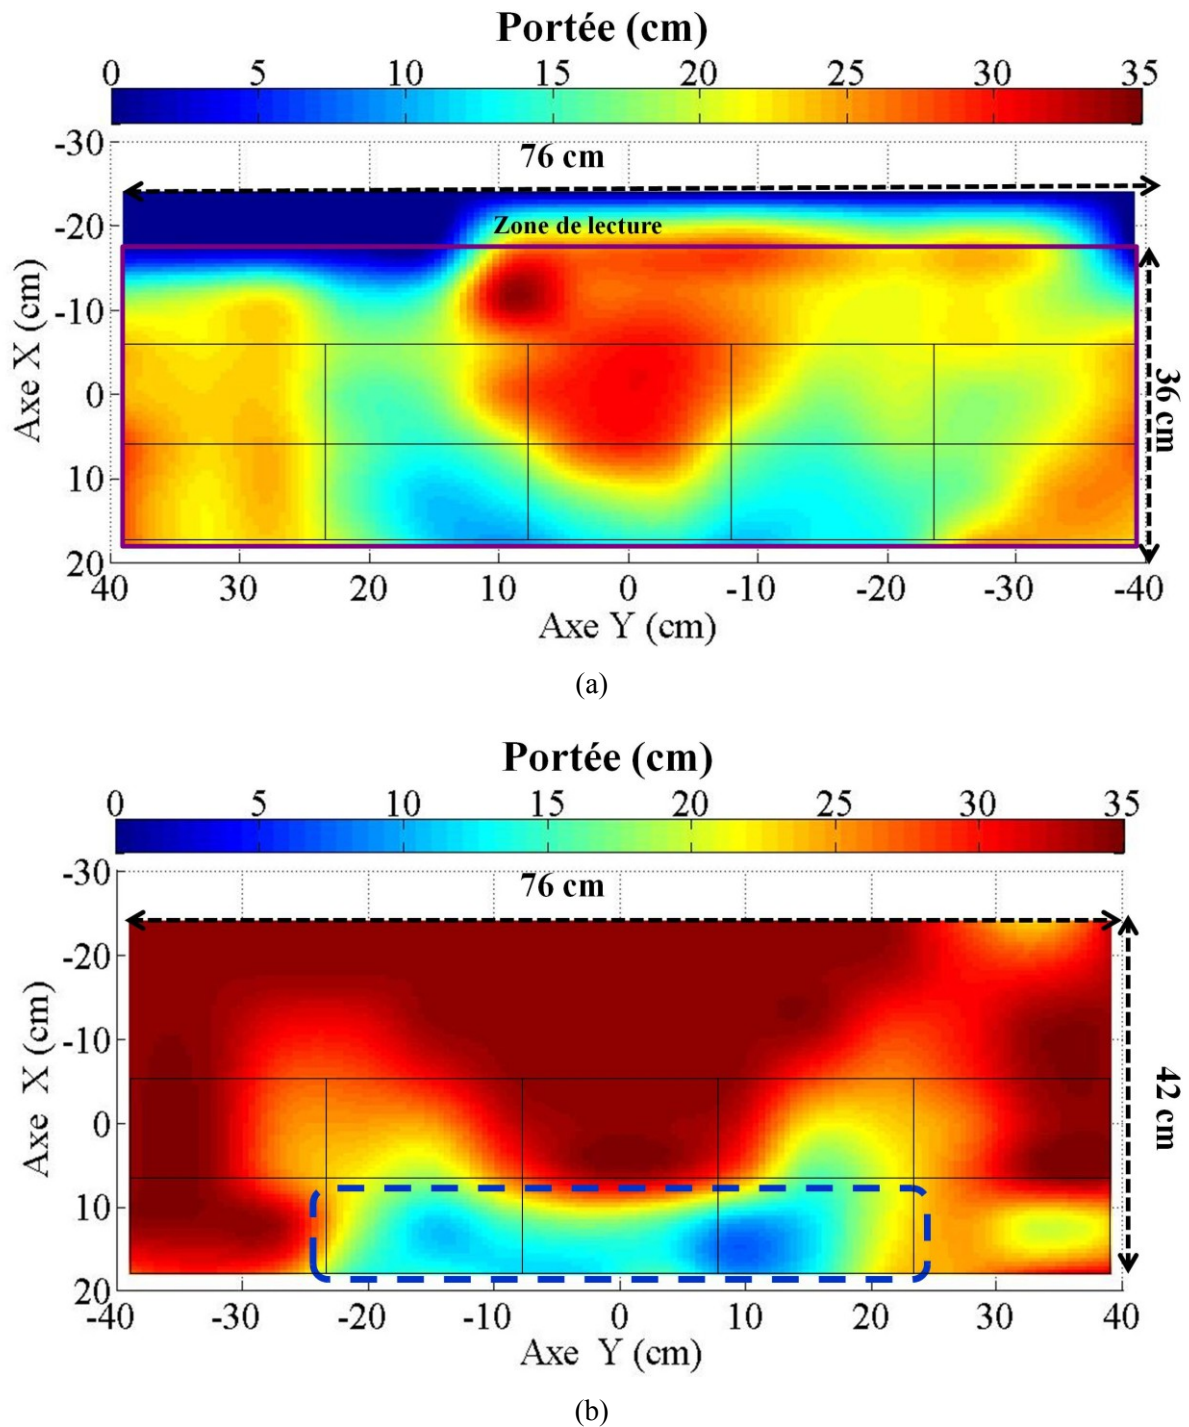 Portée (cm)
0 5 10 15 20 25 30 35
-30
76 cm
-20
Zone de lecture
-10
Axe X (cm)
0
36 cm
10
20
40 30 20 10 0 -10 -20 -30 -40
Axe Y (cm)
(a)
Portée (cm)
0 5 10 15 20 25 30 35
-30
76 cm
-20
-10
Axe X (cm)
0
42 cm
10
20
-40 -30 -20 -10 0 10 20 30 40
Axe Y (cm)
(b)